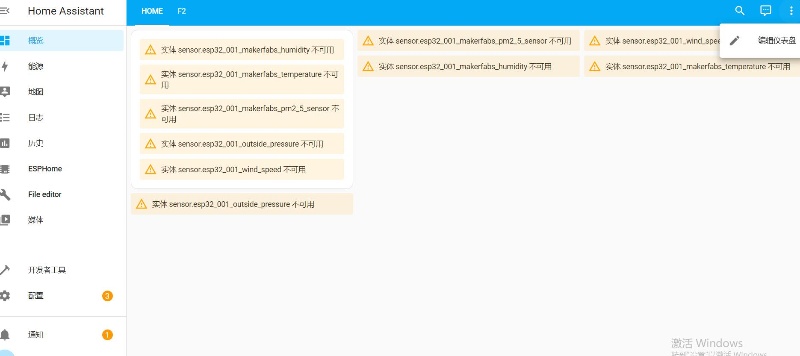 Home Assistant
HOME F2
概览
能源
地图
日志
历史
ESPHome
File editor
媒体
开发者工具
配置 3
通知 1
实体 sensor.esp32_001_makerfabs_humidity 不可用
实体 sensor.esp32_001_makerfabs_temperature 不可
用
实体 sensor.esp32_001_makerfabs_pm2_5_sensor 不
可用
实体 sensor.esp32_001_outside_pressure 不可用
实体 sensor.esp32_001_wind_speed 不可用
实体 sensor.esp32_001_outside_pressure 不可用
实体 sensor.esp32_001_makerfabs_pm2_5_sensor 不可用
实体 sensor.esp32_001_makerfabs_humidity 不可用
实体 sensor.esp32_001_wind_spee
实体 sensor.esp32_001_makerfabs_temperature 不可用
编辑仪表盘
激活 Windows